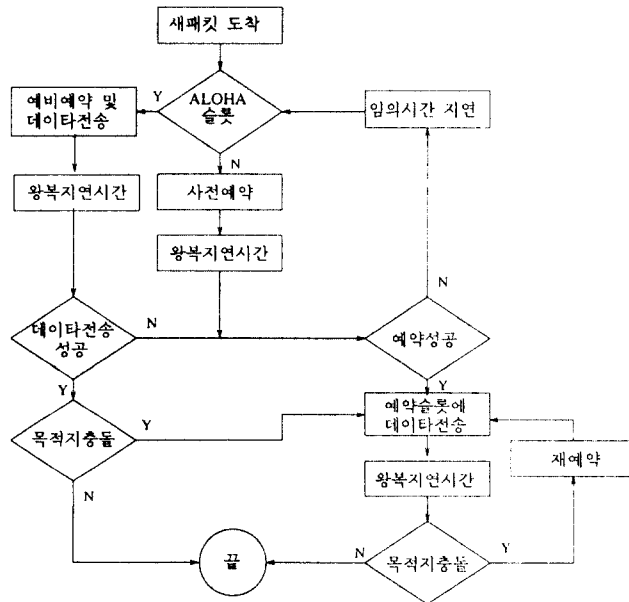 새패킷 도착
ALOHA
슬롯
Y
N
예비예약 및
데이타전송
임의시간 지연
왕복지연시간
사전예약
왕복지연시간
데이타전송
성공
N
Y
예약성공
N
Y
목적지충돌
Y
N
예약슬롯에
데이타전송
재예약
왕복지연시간
목적지충돌
N
Y
끝